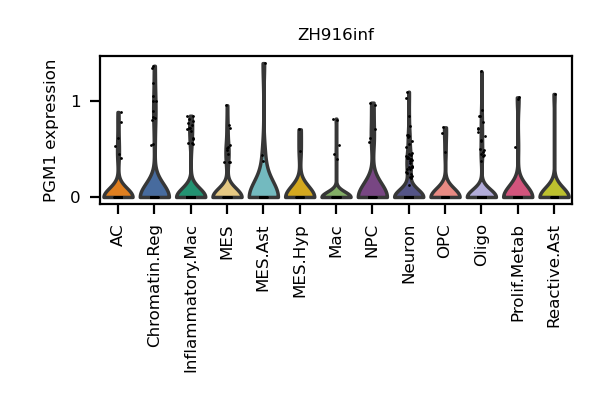 ZH916inf
PGM1 expression
1
0
AC
Chromatin.Reg
Inflammatory.Mac
MES
MES.Ast
MES.Hyp
Mac
NPC
Neuron
OPC
Oligo
Prolif.Metab
Reactive.Ast